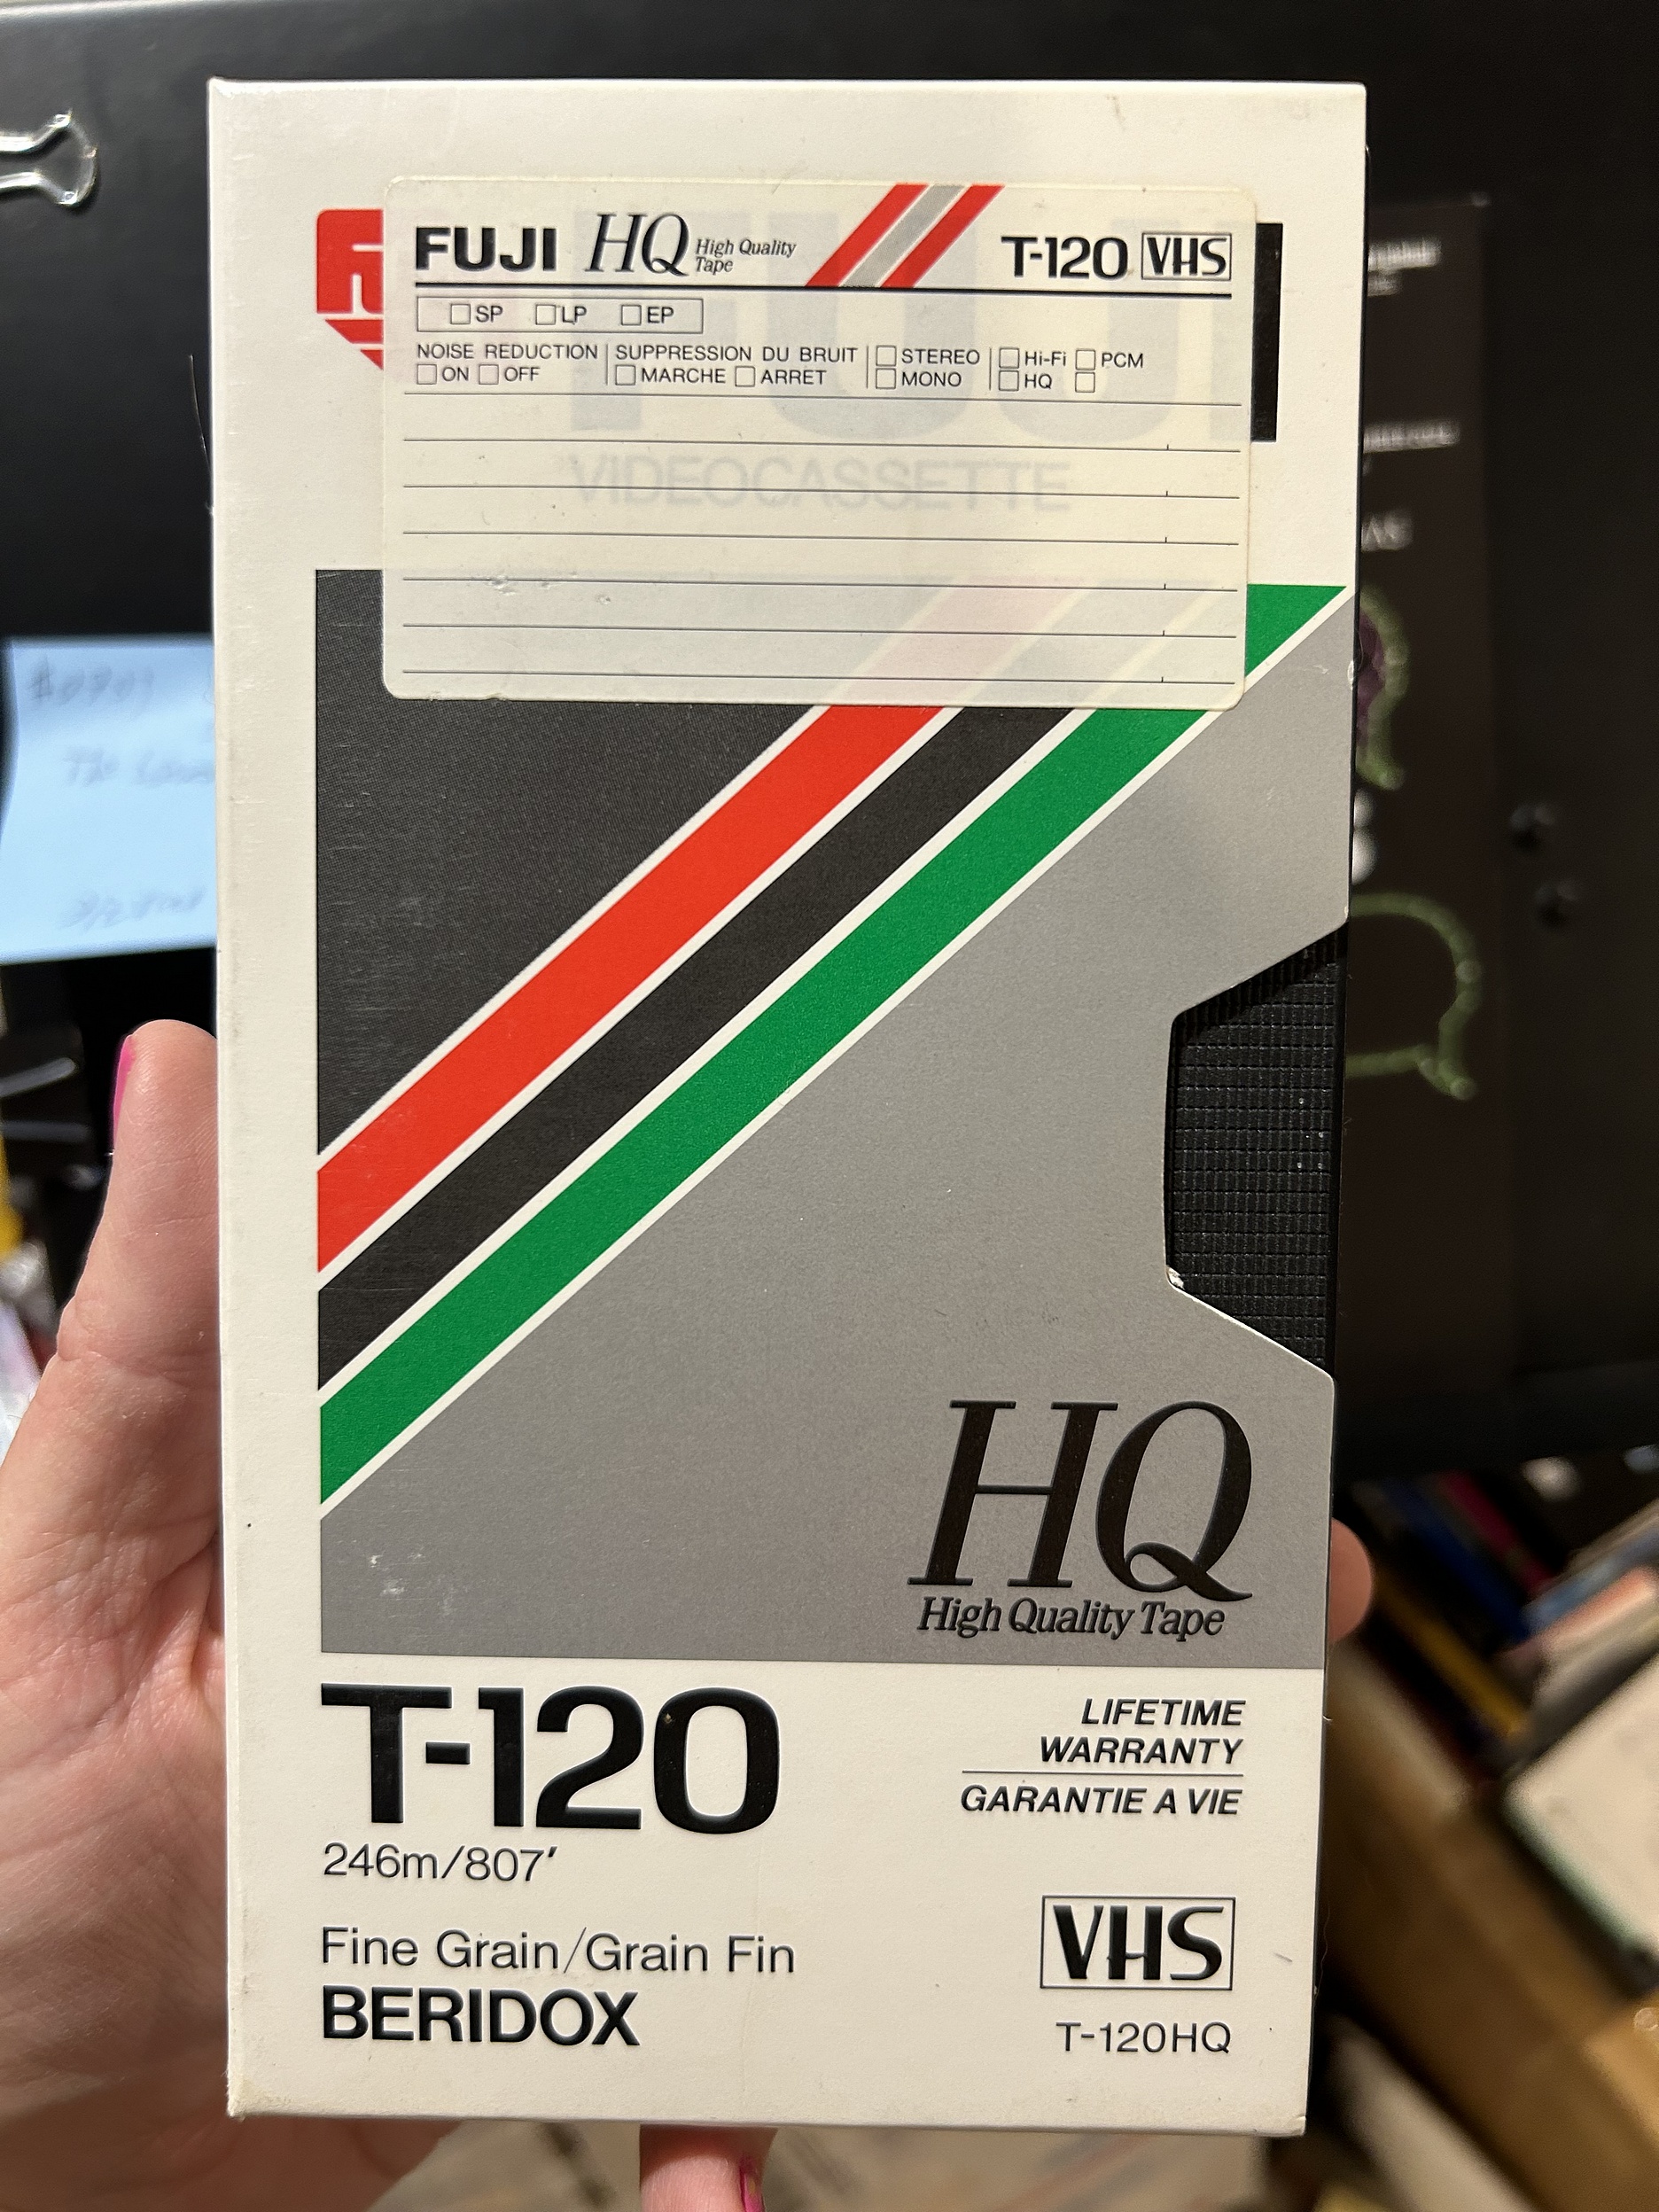 FUJI HQ High Quality Tape T-120 VHS
SP LP EP
NOISE REDUCTION SUPPRESSION DU BRUIT STEREO Hi-Fi PCM
ON OFF MARCHE ARRET MONO HQ
FUJI
VIDEOCASSETTE
HQ
High Quality Tape
T-120
LIFETIME
WARRANTY
GARANTIE A VIE
246m/807'
Fine Grain/Grain Fin
BERIDOX
VHS
T-120HQ